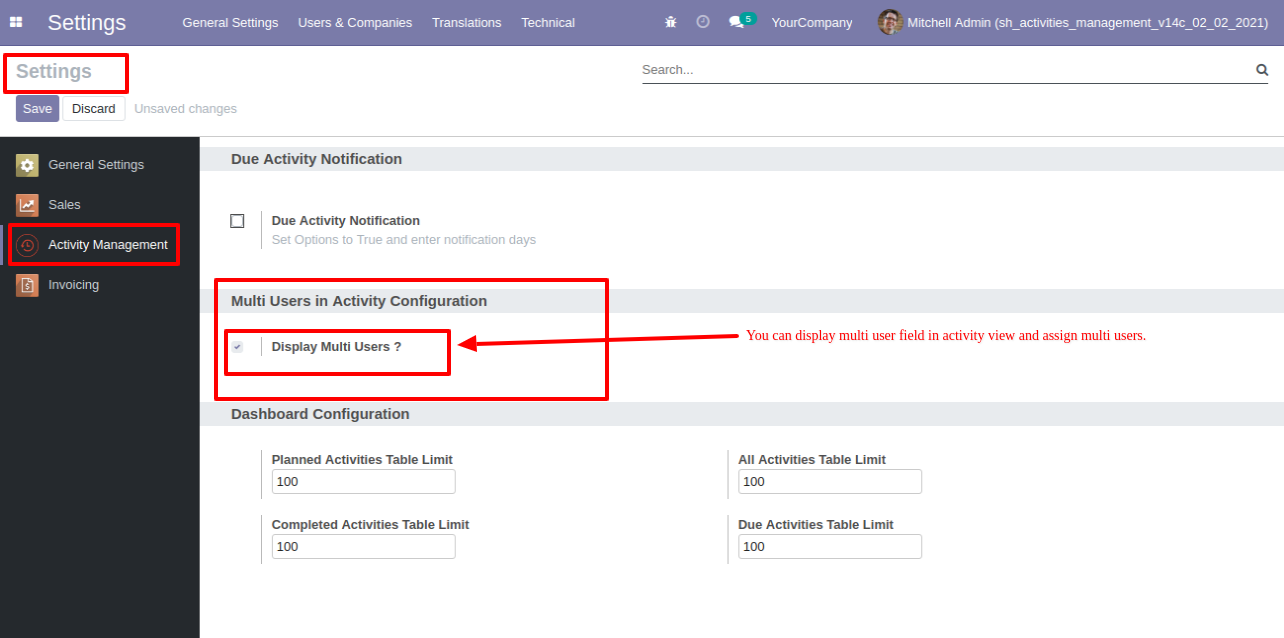 Settings General Settings Users & Companies Translations Technical 5 YourCompany Mitchell Admin (sh_activities_management_v14c_02_02_2021)
Settings Search...
Save Discard Unsaved changes
General Settings
Sales
Activity Management
Invoicing
Due Activity Notification
Due Activity Notification
Set Options to True and enter notification days
Multi Users in Activity Configuration
Display Multi Users ?
You can display multi user field in activity view and assign multi users.
Dashboard Configuration
Planned Activities Table Limit
100
All Activities Table Limit
100
Completed Activities Table Limit
100
Due Activities Table Limit
100